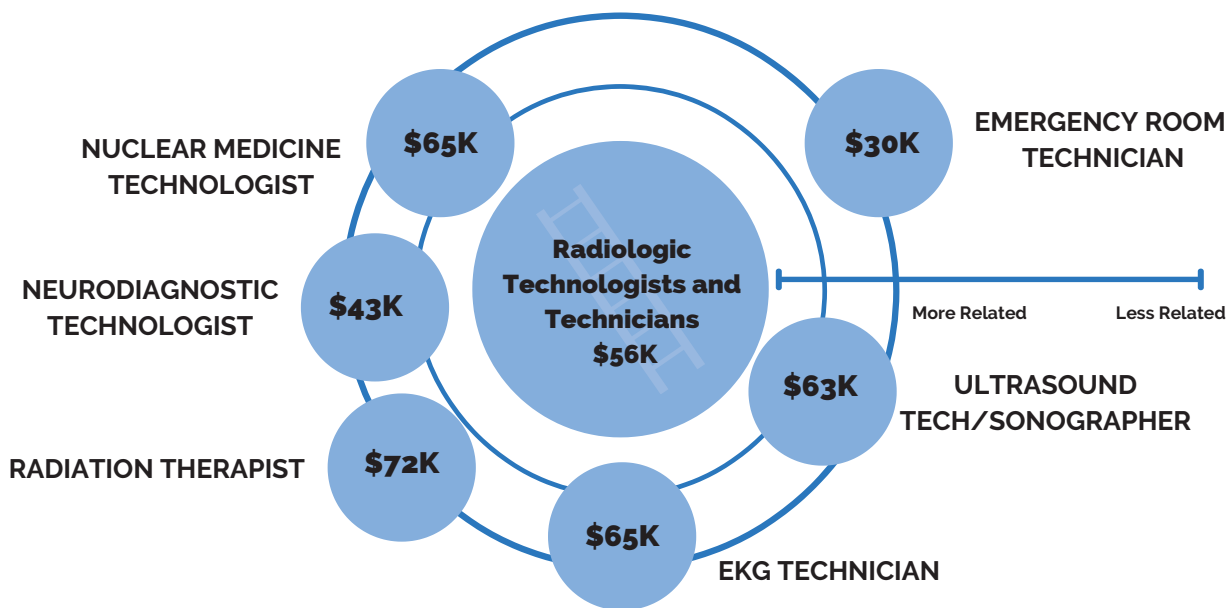 $65K
NUCLEAR MEDICINE
TECHNOLOGIST
$30K
EMERGENCY ROOM
TECHNICIAN
Radiologic
Technologists and
Technicians
$56K
NEURODIAGNOSTIC
TECHNOLOGIST
$43K
More Related
Less Related
$63K
ULTRASOUND
TECH/SONOGRAPHER
RADIATION THERAPIST
$72K
$65K
EKG TECHNICIAN